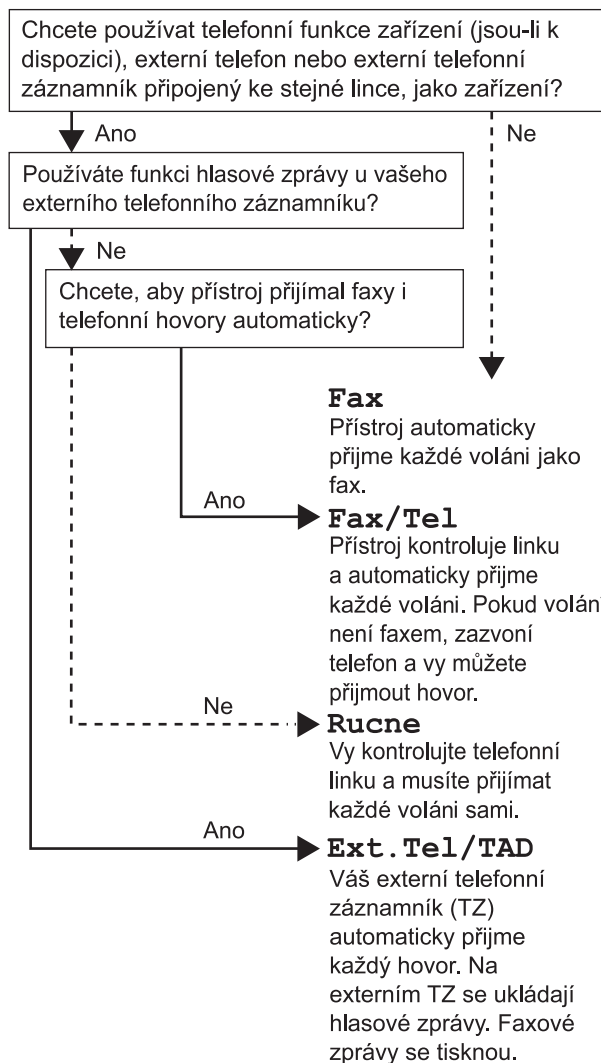 Chcete používat telefonní funkce zařízení (jsou-li k
dispozici), externí telefon nebo externí telefonní
záznamník připojený ke stejné lince, jako zařízení?
Ano
Ne
Používáte funkci hlasové zprávy u vašeho
externího telefonního záznamníku?
Ne
Chcete, aby přístroj přijímal faxy i
telefonní hovory automaticky?
Fax
Přístroj automaticky
přijme každé voláni jako
fax.
Ano
Fax/Tel
Přístroj kontroluje linku
a automaticky přijme
každé voláni. Pokud volání
není faxem, zazvoní
telefon a vy můžete
přijmout hovor.
Ne
Rucne
Vy kontrolujte telefonní
linku a musíte přijímat
každé voláni sami.
Ano
Ext.Tel/TAD
Váš externí telefonní
záznamník (TZ)
automaticky přijme
každý hovor. Na
externím TZ se ukládají
hlasové zprávy. Faxové
zprávy se tisknou.